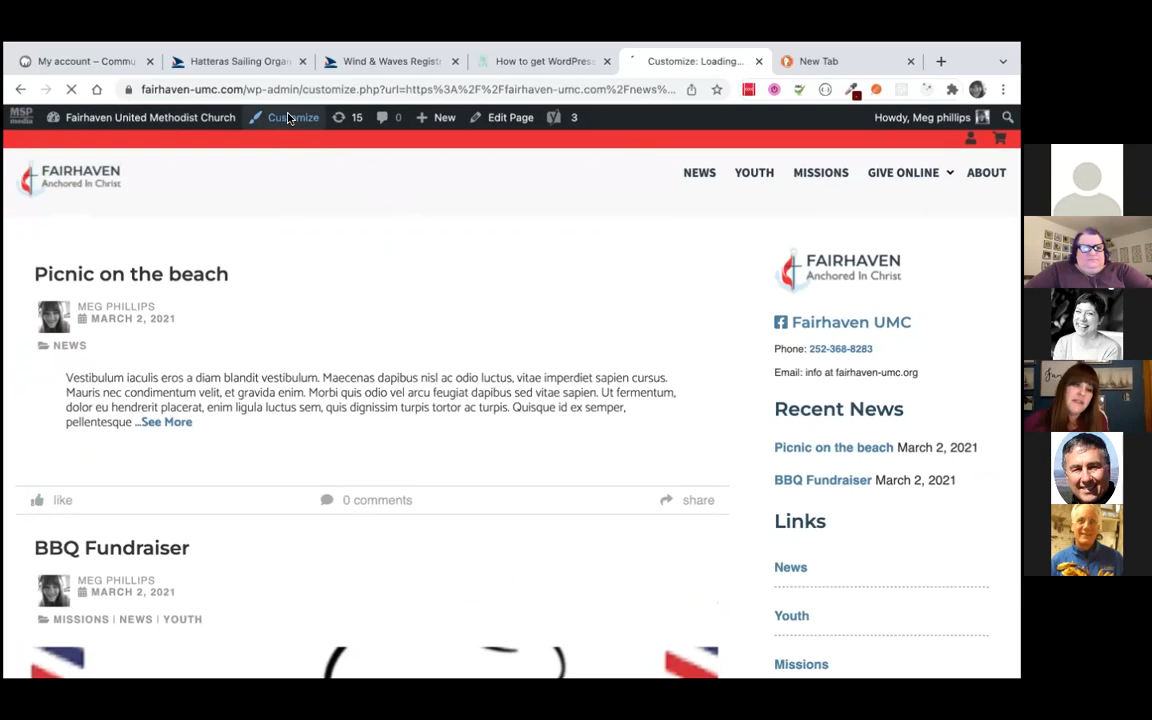 My account – Commu
Hatteras Sailing Organ
Wind & Waves Registr
How to get WordPress
Customize: Loading...
New Tab
fairhaven-umc.com/wp-admin/customize.php?url=https%3A%2F%2Ffairhaven-umc.com%2Fnews%...
MSP media
Fairhaven United Methodist Church
Customize
15
0
New
Edit Page
3
Howdy, Meg phillips
FAIRHAVEN
Anchored In Christ
NEWS
YOUTH
MISSIONS
GIVE ONLINE
ABOUT
Picnic on the beach
MEG PHILLIPS
MARCH 2, 2021
NEWS
Vestibulum iaculis eros a diam blandit vestibulum. Maecenas dapibus nisl ac odio luctus, vitae imperdiet sapien cursus.
Mauris nec condimentum velit, et gravida enim. Morbi quis odio vel arcu feugiat dapibus sed vitae sapien. Ut fermentum,
dolor eu hendrerit placerat, enim ligula luctus sem, quis dignissim turpis tortor ac turpis. Quisque id ex semper,
pellentesque ...See More
like
0 comments
share
BBQ Fundraiser
MEG PHILLIPS
MARCH 2, 2021
MISSIONS | NEWS | YOUTH
FAIRHAVEN
Anchored In Christ
Fairhaven UMC
Phone: 252-368-8283
Email: info at fairhaven-umc.org
Recent News
Picnic on the beach March 2, 2021
BBQ Fundraiser March 2, 2021
Links
News
Youth
Missions